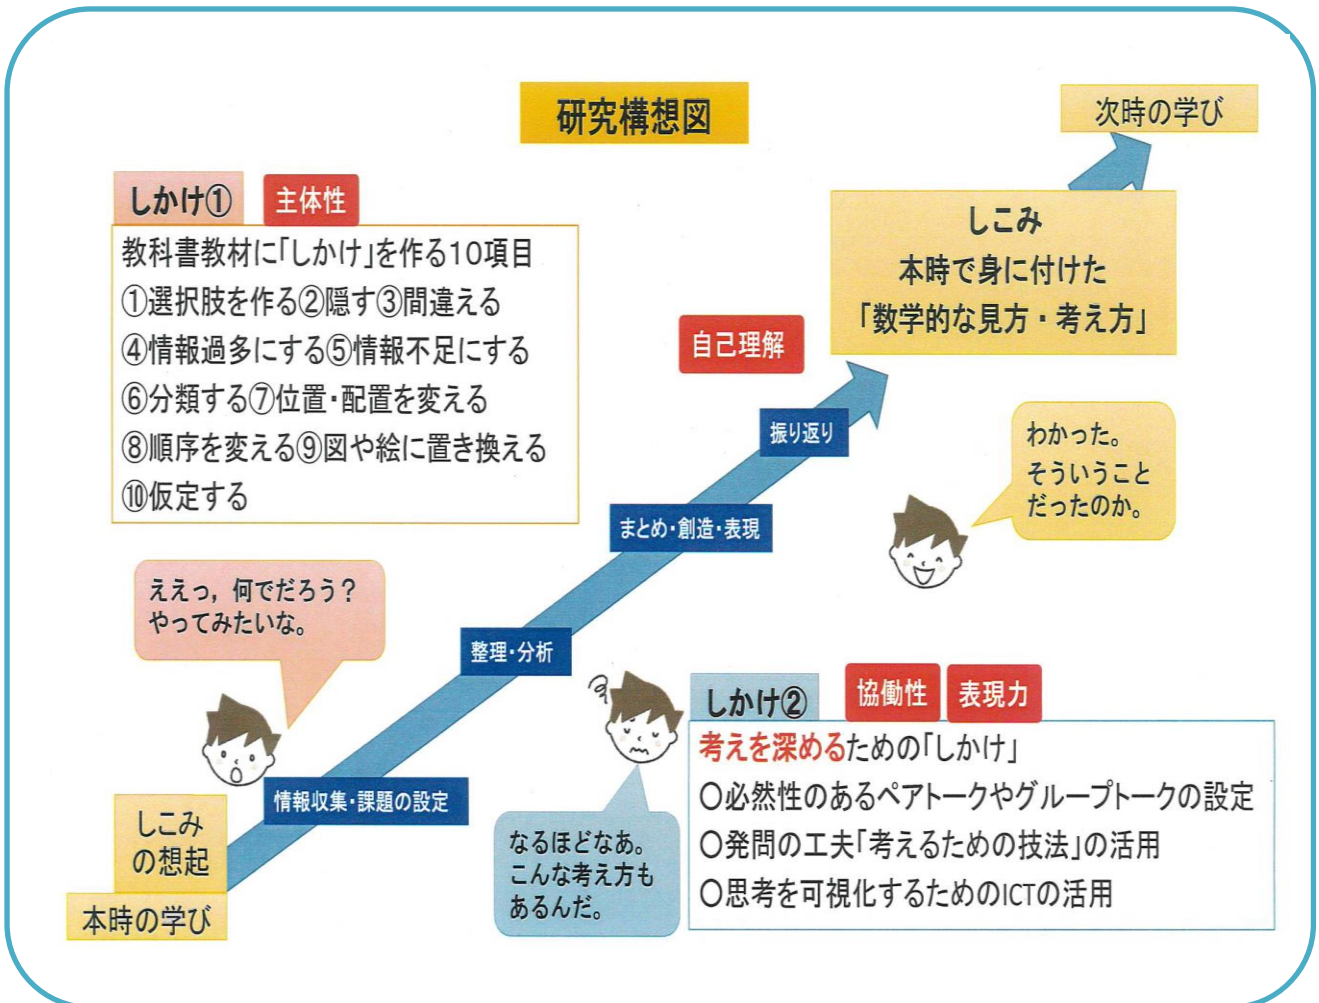 研究構想図
次時の学び
しかけ①
主体性
教科書教材に「しかけ」を作る10項目
①選択肢を作る②隠す③間違える
④情報過多にする⑤情報不足にする
⑥分類する⑦位置・配置を変える
⑧順序を変える⑨図や絵に置き換える
⑩仮定する
しこみ
本時で身に付けた
「数学的な見方・考え方」
自己理解
振り返り
わかった。
そういうこと
だったのか。
まとめ・創造・表現
ええっ，何でだろう？
やってみたいな。
整理・分析
しかけ②
協働性
表現力
考えを深めるための「しかけ」
〇必然性のあるペアトークやグループトークの設定
〇発問の工夫「考えるための技法」の活用
〇思考を可視化するためのICTの活用
情報収集・課題の設定
なるほどなあ。
こんな考え方も
あるんだ。
しこみ
の想起
本時の学び